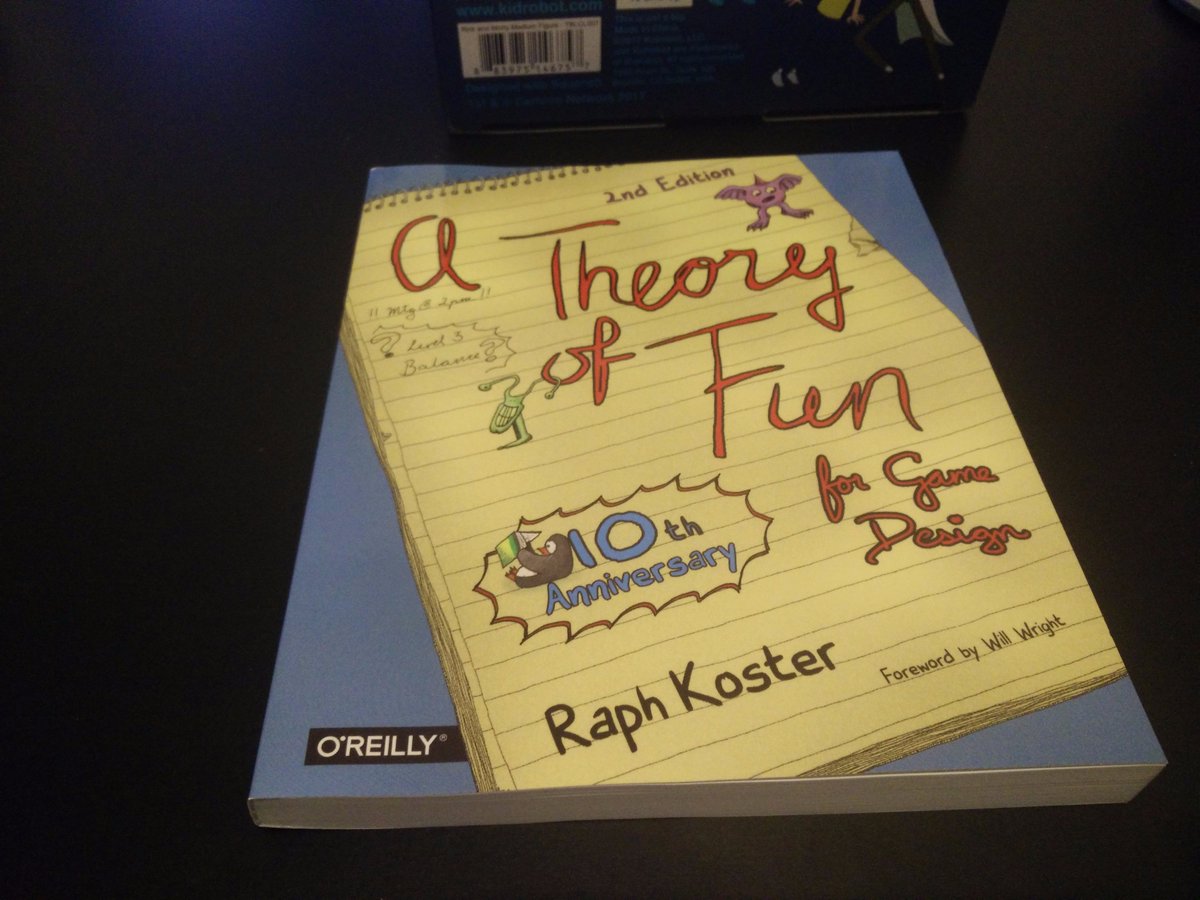 www.kidrobot.com
2nd Edition
A Theory
of Fun
for Game
Design
!! Mtg @ 2pm !!
? Level 3
Balance ?
10th
Anniversary
Raph Koster
Foreword by Will Wright
O'REILLY®